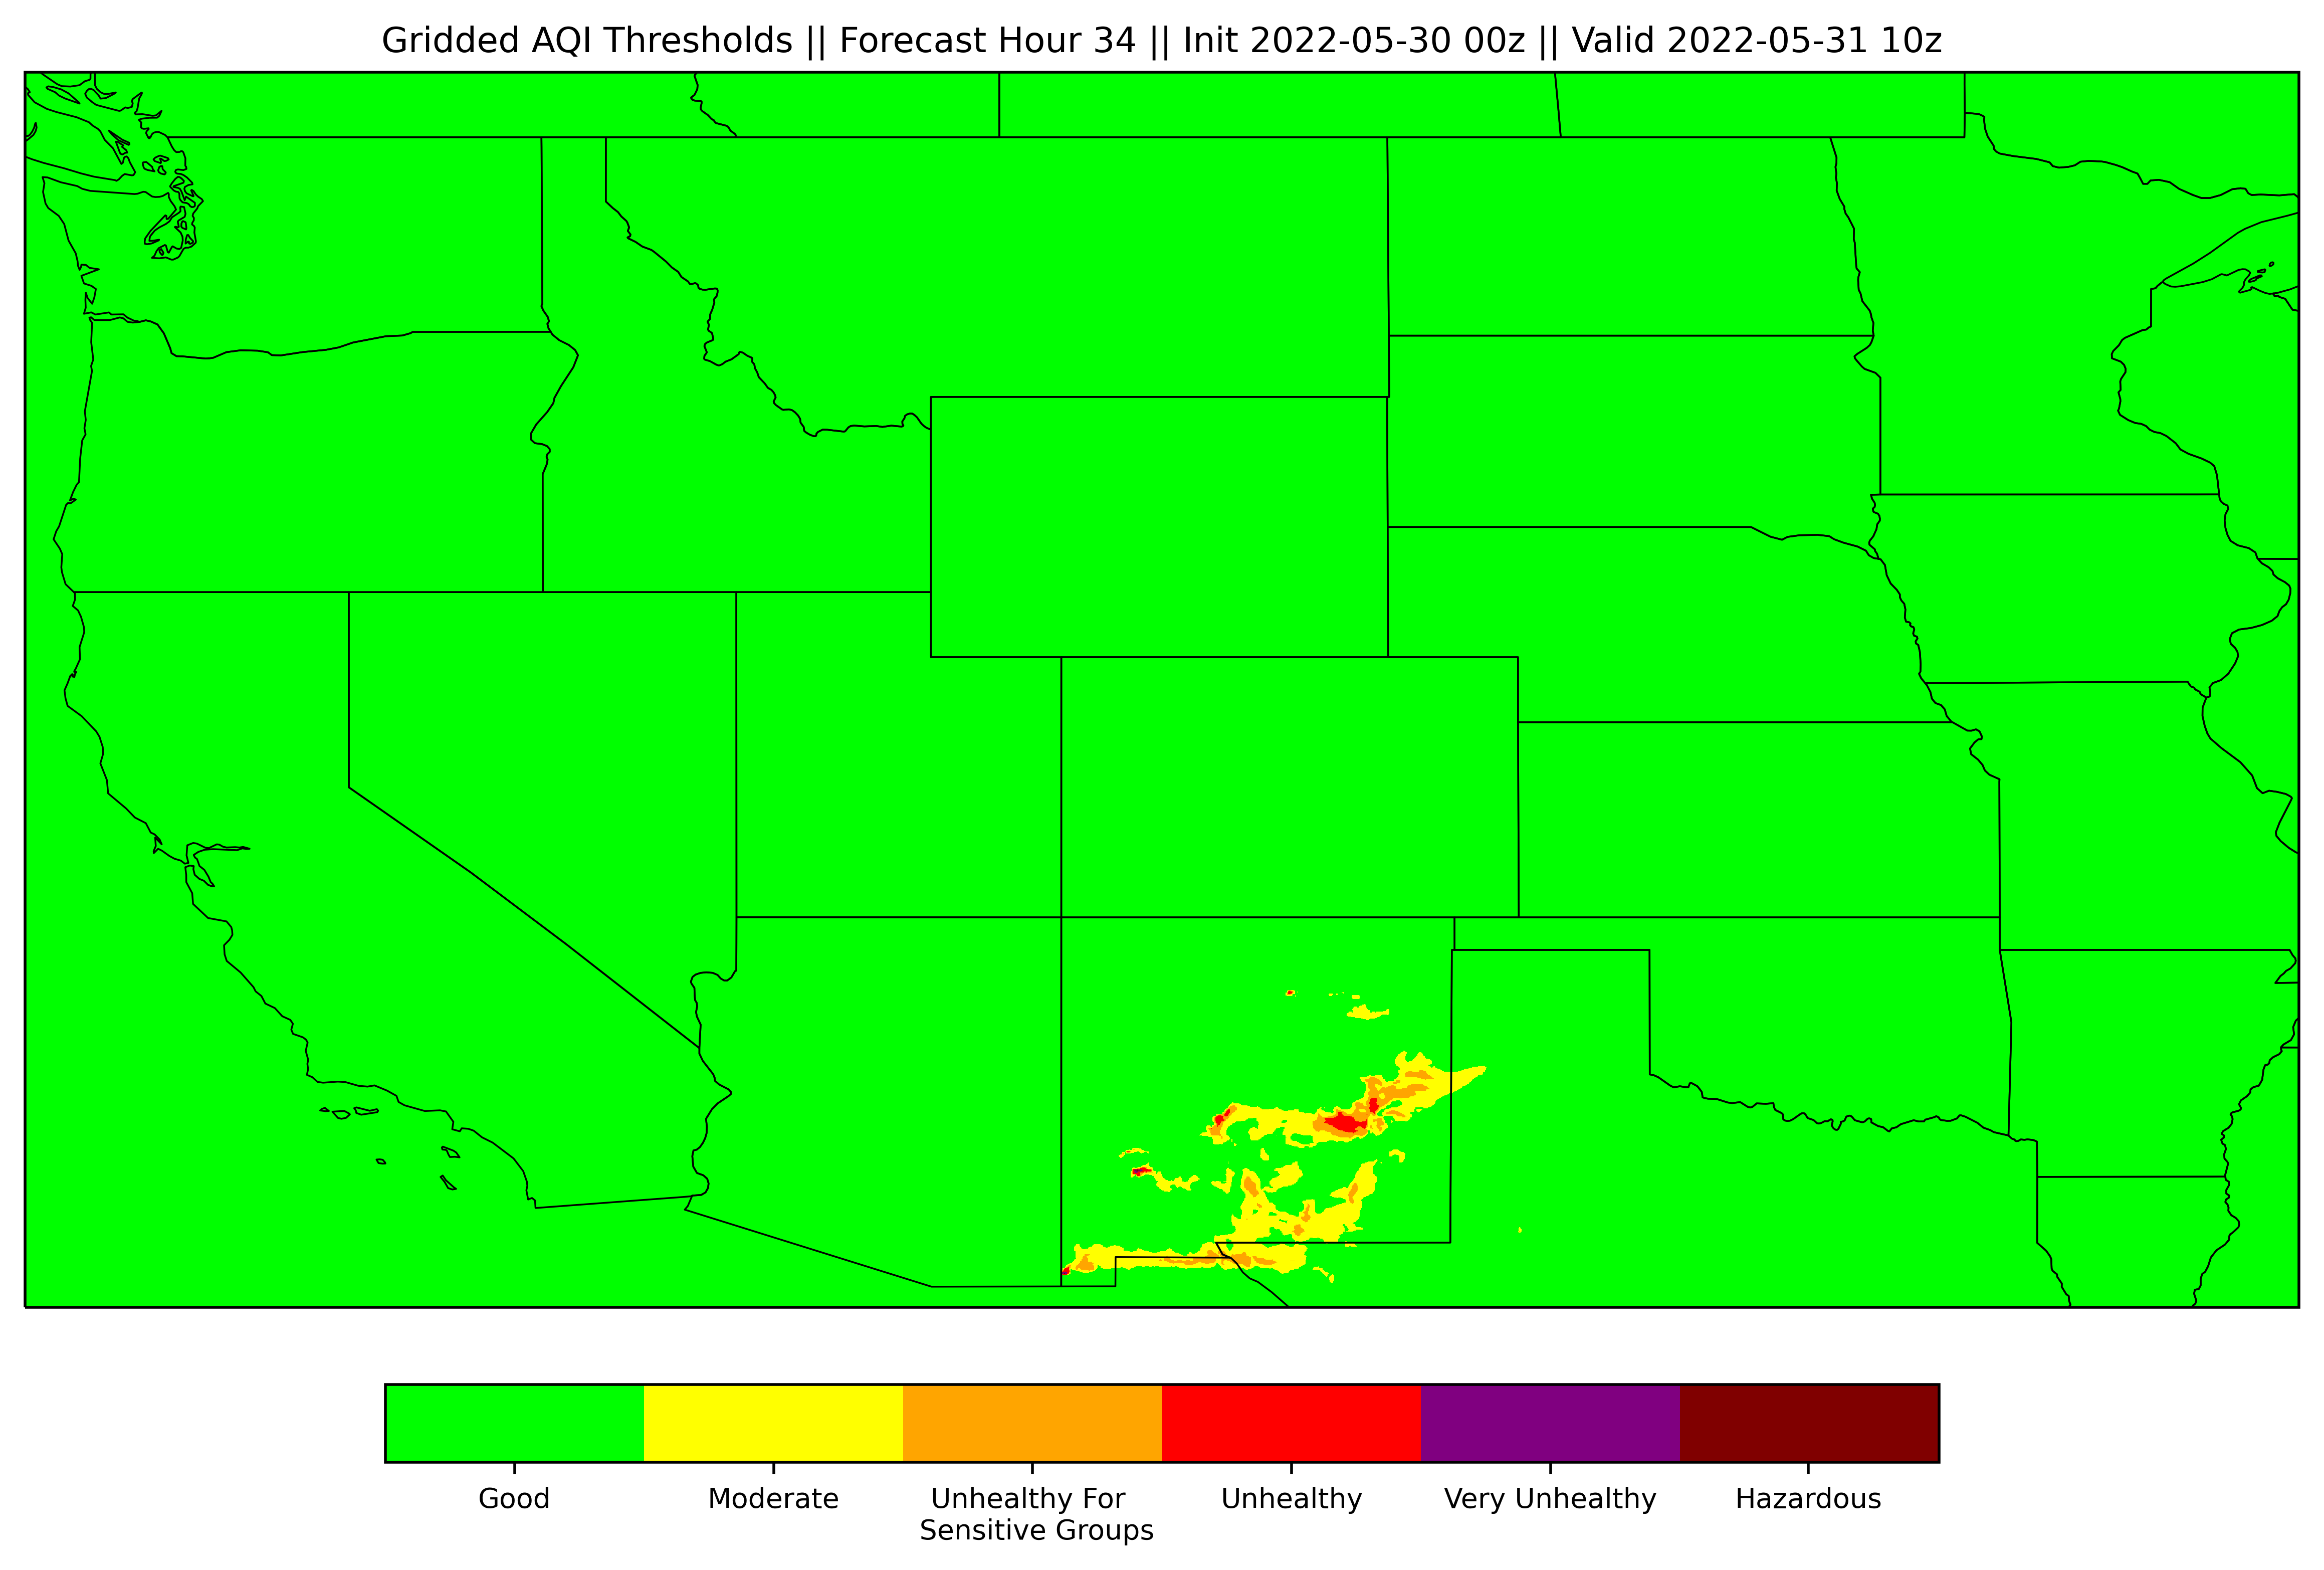 Gridded AQI Thresholds || Forecast Hour 34 || Init 2022-05-30 00z || Valid 2022-05-31 10z
Good
Moderate
Unhealthy For
Sensitive Groups
Unhealthy
Very Unhealthy
Hazardous